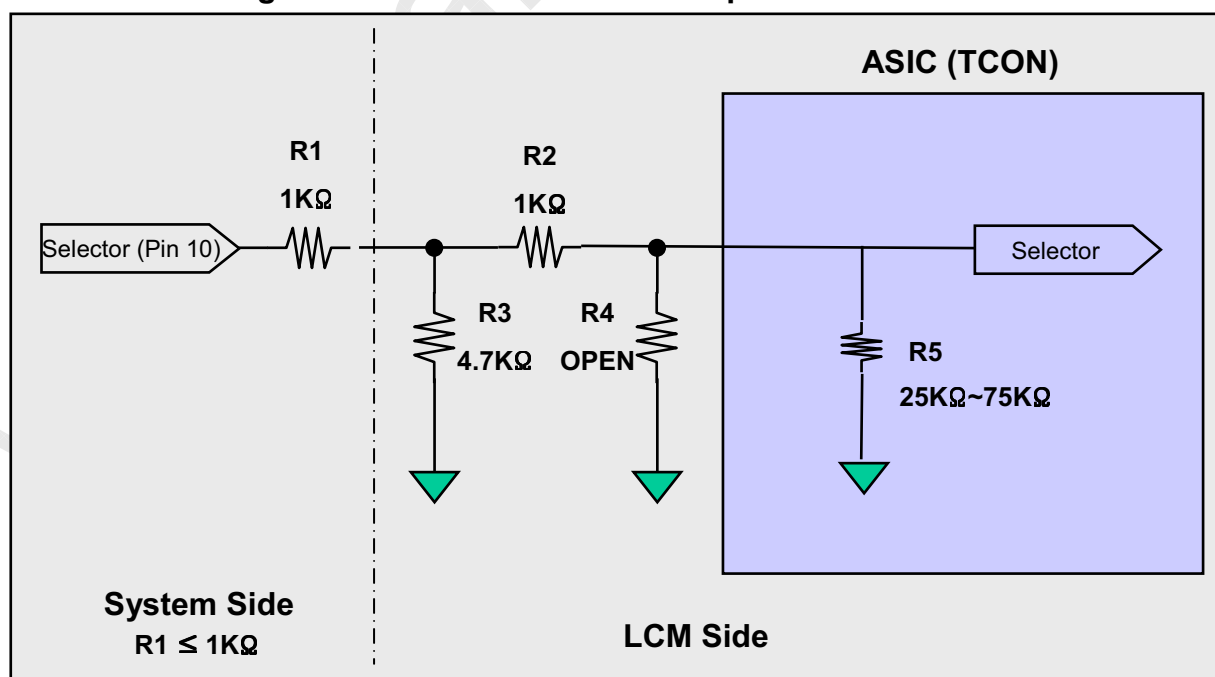 ASIC (TCON)
R1
1KΩ
R2
1KΩ
Selector (Pin 10)
Selector
R3
4.7KΩ
R4
OPEN
R5
25KΩ~75KΩ
System Side
R1 ≤ 1KΩ
LCM Side